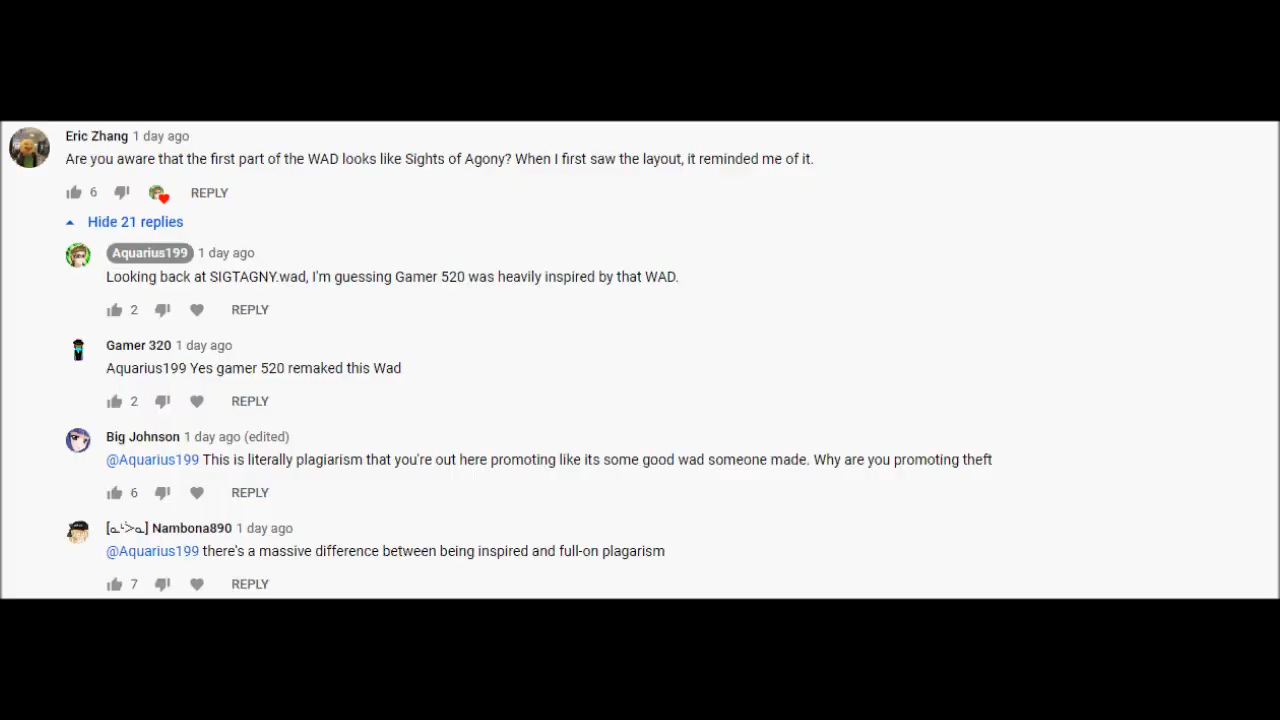 Eric Zhang 1 day ago
Are you aware that the first part of the WAD looks like Sights of Agony? When I first saw the layout, it reminded me of it.
6 REPLY
Hide 21 replies
Aquarius199 1 day ago
Looking back at SIGTAGNY.wad, I'm guessing Gamer 520 was heavily inspired by that WAD.
2 REPLY
Gamer 320 1 day ago
Aquarius199 Yes gamer 520 remaked this Wad
2 REPLY
Big Johnson 1 day ago (edited)
@Aquarius199 This is literally plagiarism that you're out here promoting like its some good wad someone made. Why are you promoting theft
6 REPLY
Nambona890 1 day ago
@Aquarius199 there's a massive difference between being inspired and full-on plagarism
7 REPLY